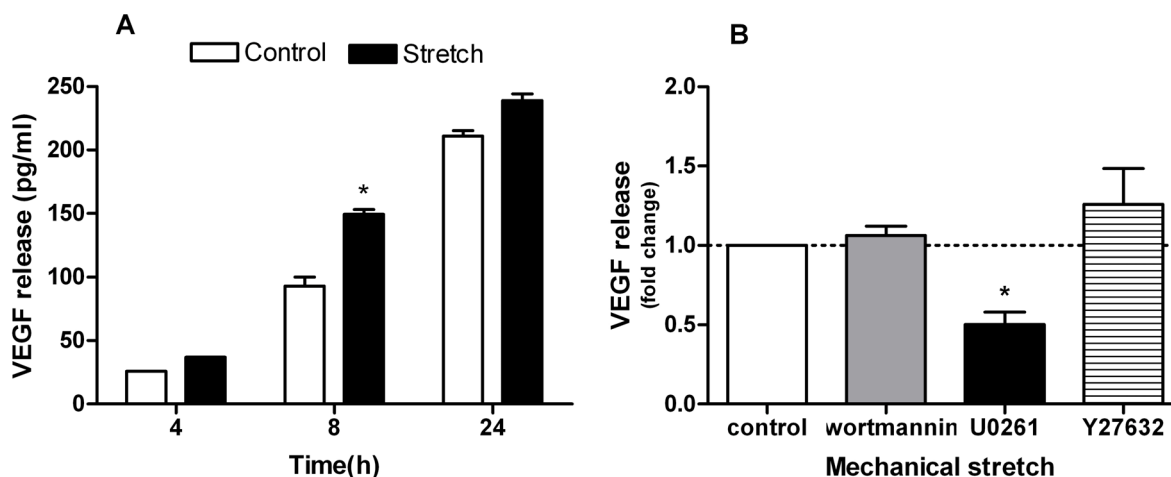 A
Control Stretch
VEGF release (pg/ml)
250
200
150
100
50
0
*
4 8 24
Time(h)
B
VEGF release
(fold change)
2.0
1.5
1.0
0.5
0.0
*
control wortmannin U0261 Y27632
Mechanical stretch